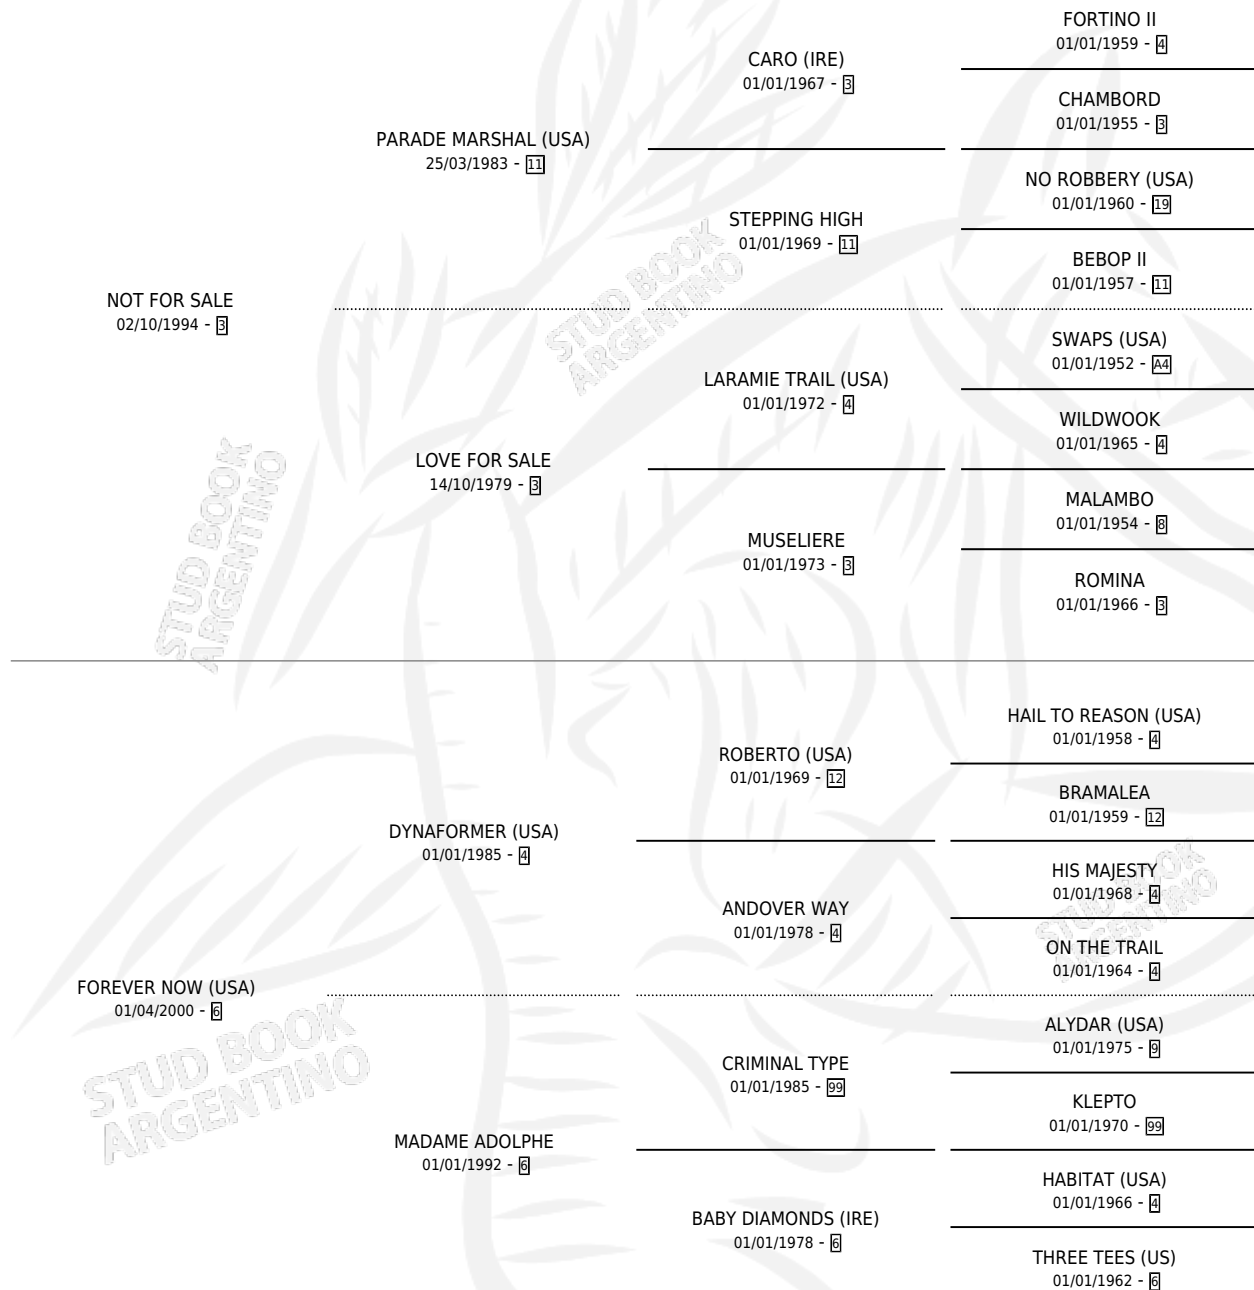 FORTINO II
01/01/1959 - 4
CARO (IRE)
01/01/1967 - 3
CHAMBORD
01/01/1955 - 3
PARADE MARSHAL (USA)
25/03/1983 - 11
NO ROBBERY (USA)
01/01/1960 - 19
STEPPING HIGH
01/01/1969 - 11
BEBOP II
01/01/1957 - 11
NOT FOR SALE
02/10/1994 - 3
SWAPS (USA)
01/01/1952 - A4
LARAMIE TRAIL (USA)
01/01/1972 - 4
WILDWOOK
01/01/1965 - 4
LOVE FOR SALE
14/10/1979 - 3
MALAMBO
01/01/1954 - 8
MUSELIERE
01/01/1973 - 3
ROMINA
01/01/1966 - 3
STUD BOOK
ARGENTINO
STUD BOOK
ARGENTINO
HAIL TO REASON (USA)
01/01/1958 - 4
ROBERTO (USA)
01/01/1969 - 12
BRAMALEA
01/01/1959 - 12
DYNAFORMER (USA)
01/01/1985 - 4
HIS MAJESTY
01/01/1968 - 4
ANDOVER WAY
01/01/1978 - 4
ON THE TRAIL
01/01/1964 - 4
STUD BOOK
ARGENTINO
FOREVER NOW (USA)
01/04/2000 - 6
ALYDAR (USA)
01/01/1975 - 9
CRIMINAL TYPE
01/01/1985 - 99
KLEPTO
01/01/1970 - 99
STUD BOOK
ARGENTINO
MADAME ADOLPHE
01/01/1992 - 6
HABITAT (USA)
01/01/1966 - 4
BABY DIAMONDS (IRE)
01/01/1978 - 6
THREE TEES (US)
01/01/1962 - 6